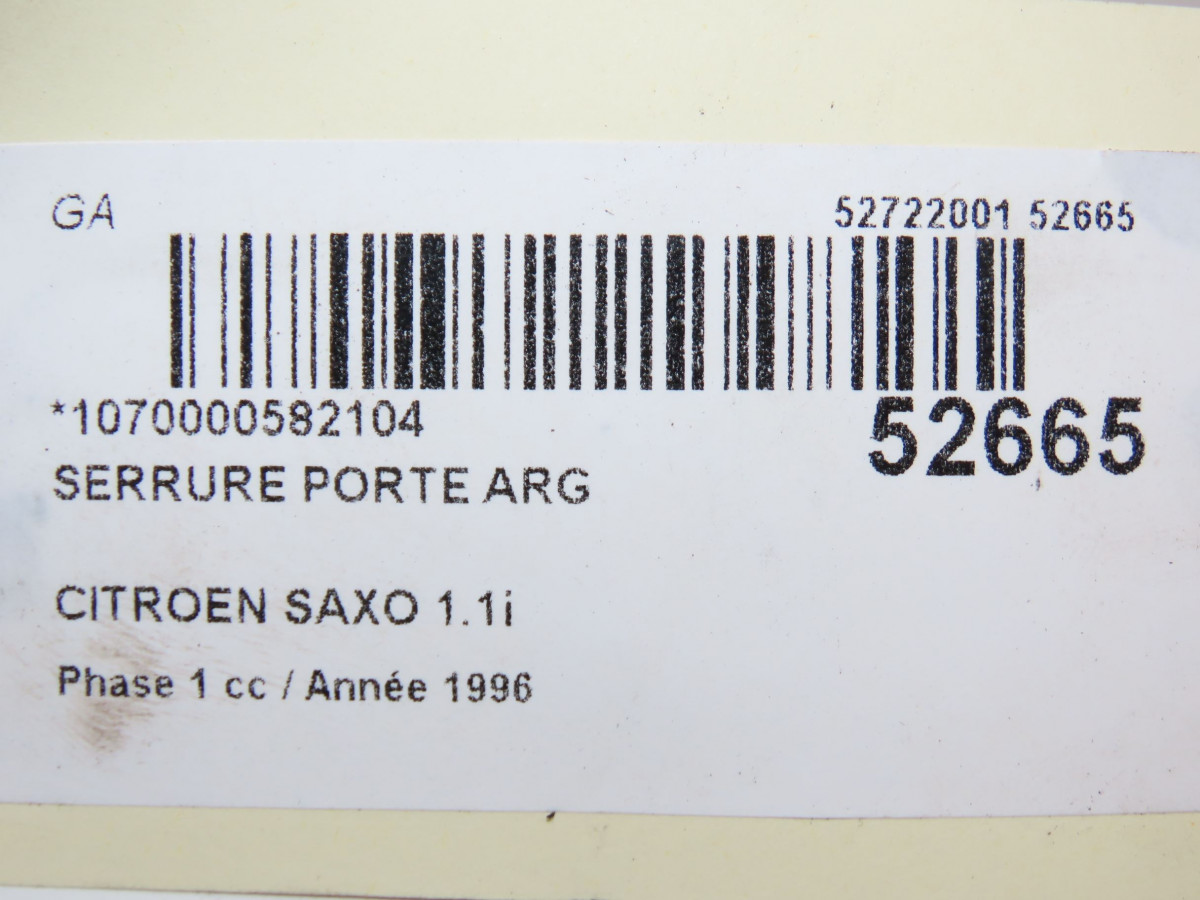 GA
52722001 52665
*1070000582104
52665
SERRURE PORTE ARG
CITROEN SAXO 1.1i
Phase 1 cc / Année 1996